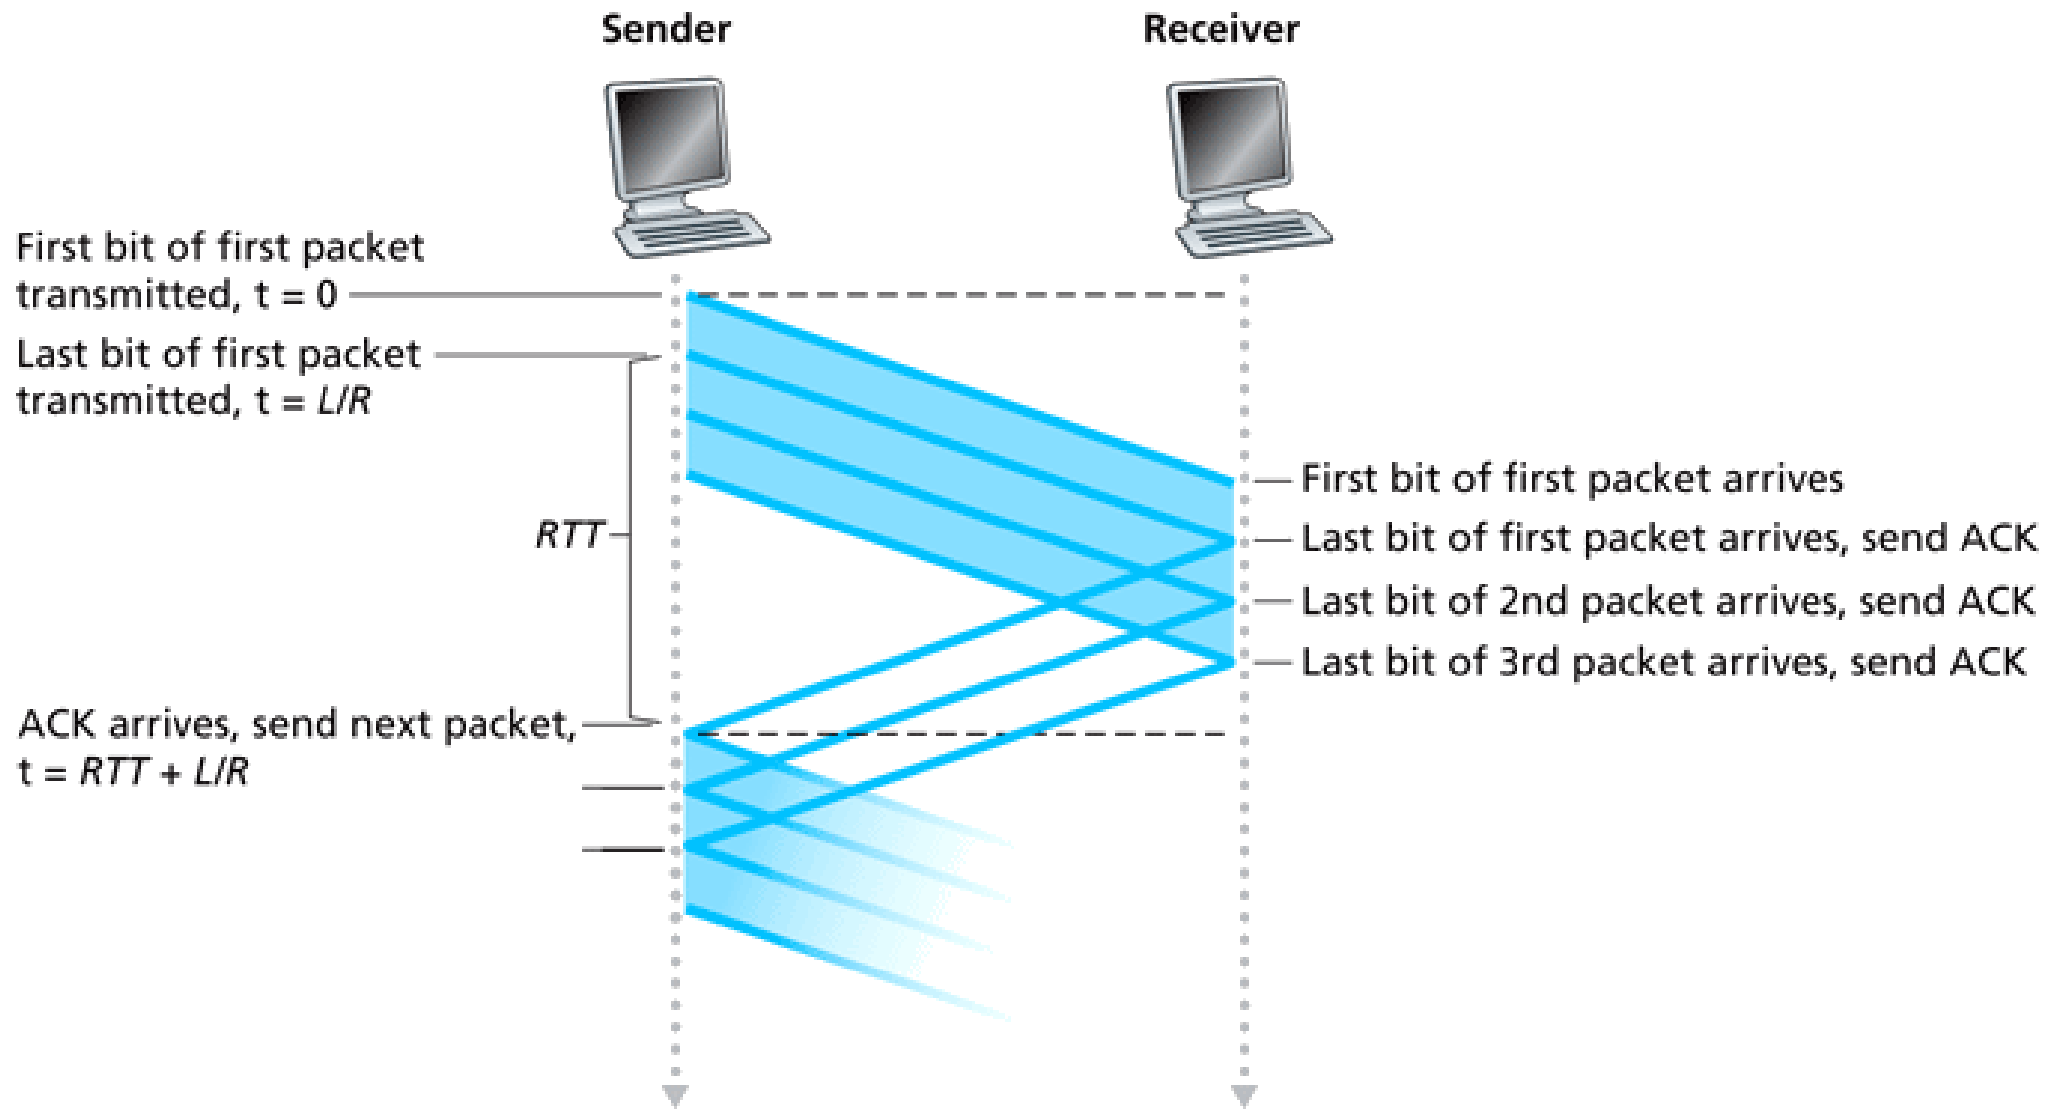 Sender
Receiver
First bit of first packet
transmitted, t = 0
Last bit of first packet
transmitted, t = L/R
First bit of first packet arrives
Last bit of first packet arrives, send ACK
RTT
Last bit of 2nd packet arrives, send ACK
Last bit of 3rd packet arrives, send ACK
ACK arrives, send next packet,
t = RTT + L/R